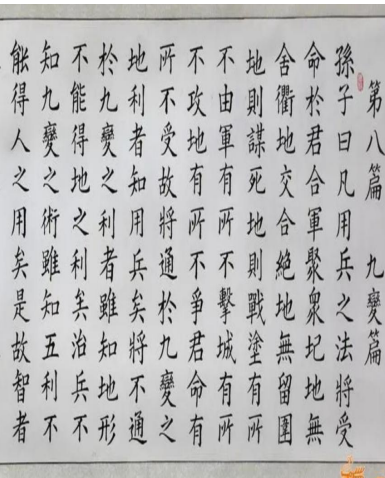 第八篇 九變篇
孫子曰凡用兵之法將受
命於君合軍聚衆圮地無
舍衢地交合絶地無留圍
地則謀死地則戰塗有所
不由軍有所不擊城有所
不攻地有所不爭君命有
所不受故將通於九變之
地利者知用兵矣將不通
於九變之利者雖知地形
不能得地之利矣治兵不
知九變之術雖知五利不
能得人之用矣是故智者